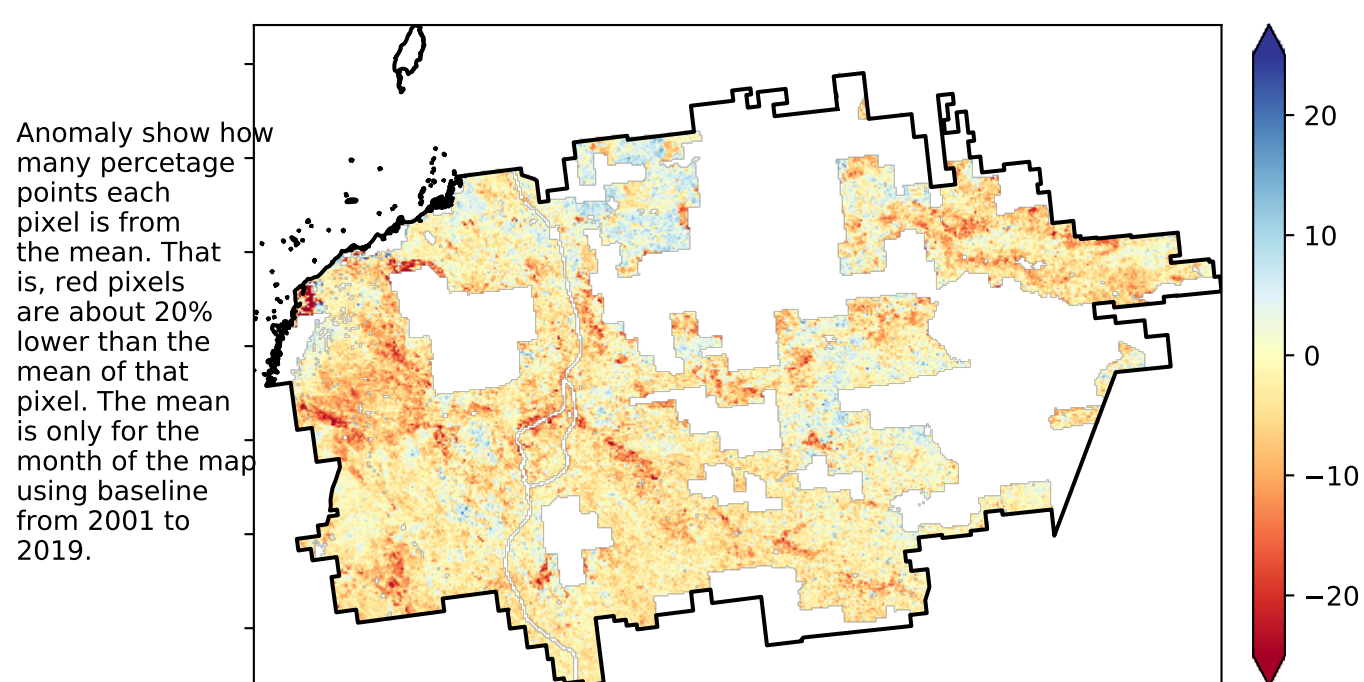 Anomaly show how
many percetage
points each
pixel is from
the mean. That
is, red pixels
are about 20%
lower than the
mean of that
pixel. The mean
is only for the
month of the map
using baseline
from 2001 to
2019.
20
10
0
−10
−20